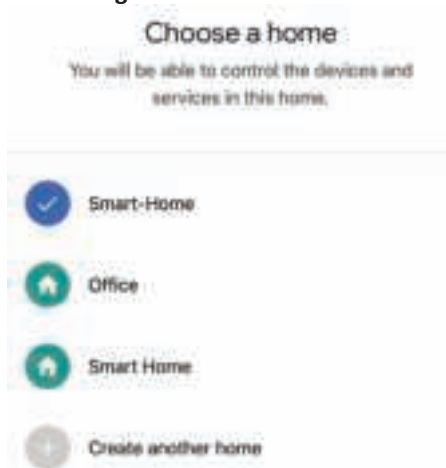 Choose a home
You will be able to control the devices and
services in this home.
Smart-Home
Office
Smart Home
Create another home